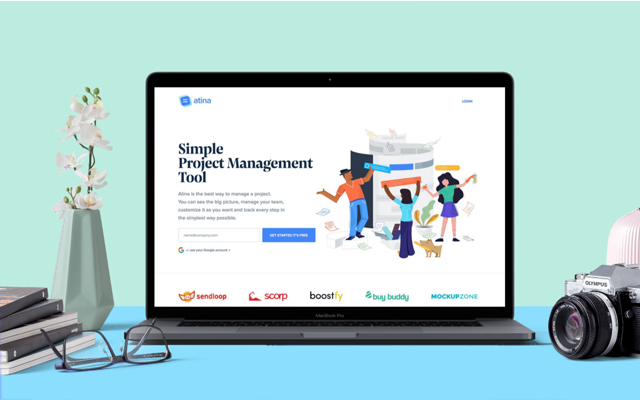 atina
LOGIN
Simple
Project Management
Tool
Atina is the best way to manage a project.
You can see the big picture, manage your team,
customize it as you want and track every step in
the simplest way possible.
name@company.com
GET STARTED IT'S FREE
or use your Google account >
sendloop
scorp
boostfy
buy buddy
MOCKUPZONE
MacBook Pro
OLYMPUS